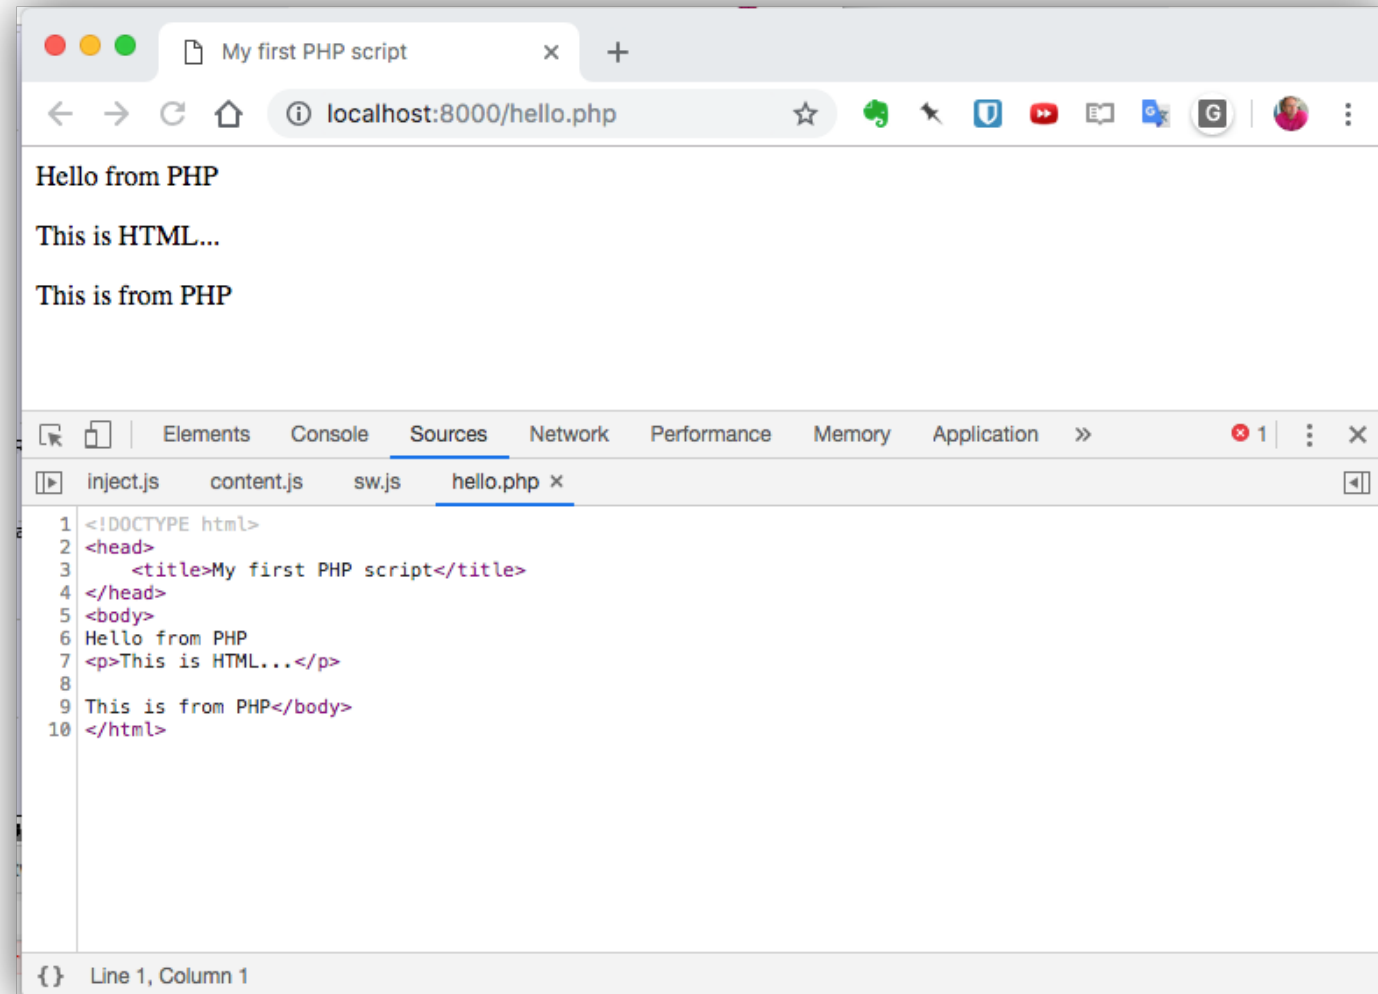 My first PHP script
localhost:8000/hello.php
G
Hello from PHP
This is HTML...
This is from PHP
Elements Console Sources Network Performance Memory Application » 1
inject.js content.js sw.js hello.php
1 <!DOCTYPE html>
2 <head>
3     <title>My first PHP script</title>
4 </head>
5 <body>
6 Hello from PHP
7 <p>This is HTML...</p>
8
9 This is from PHP</body>
10 </html>
{} Line 1, Column 1